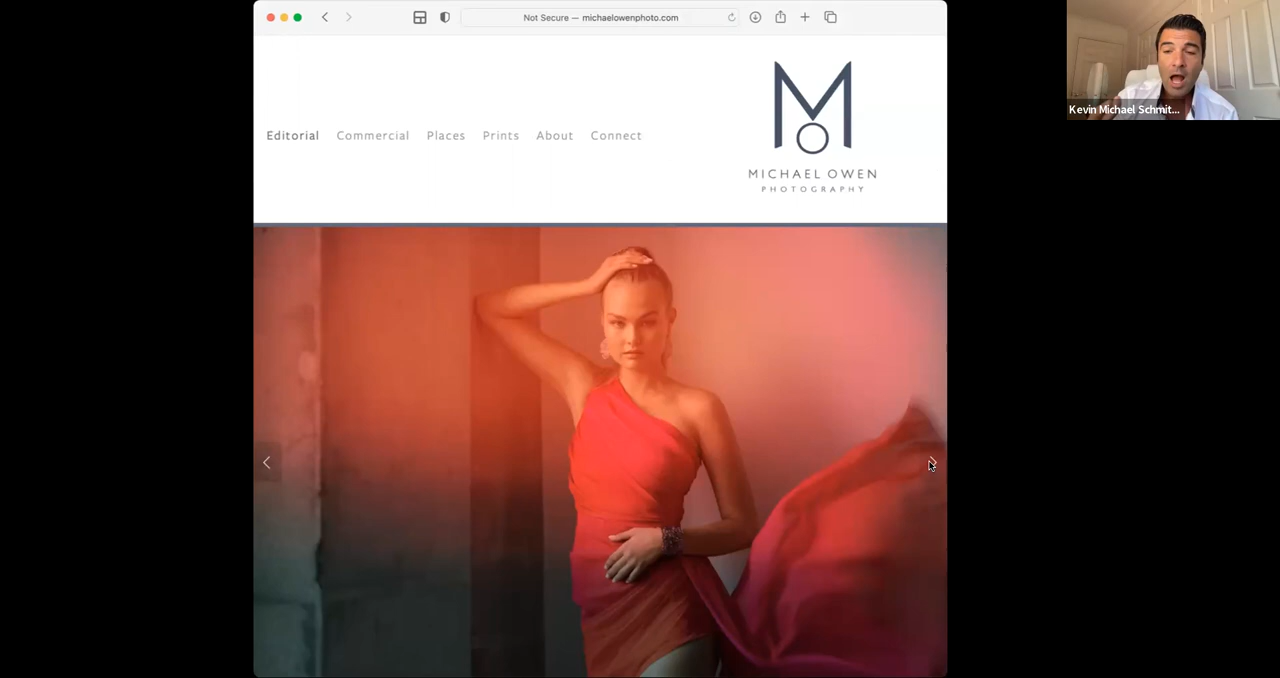 Not Secure — michaelowenphoto.com
Editorial Commercial Places Prints About Connect
MO
MICHAEL OWEN
PHOTOGRAPHY
Kevin Michael Schmit...